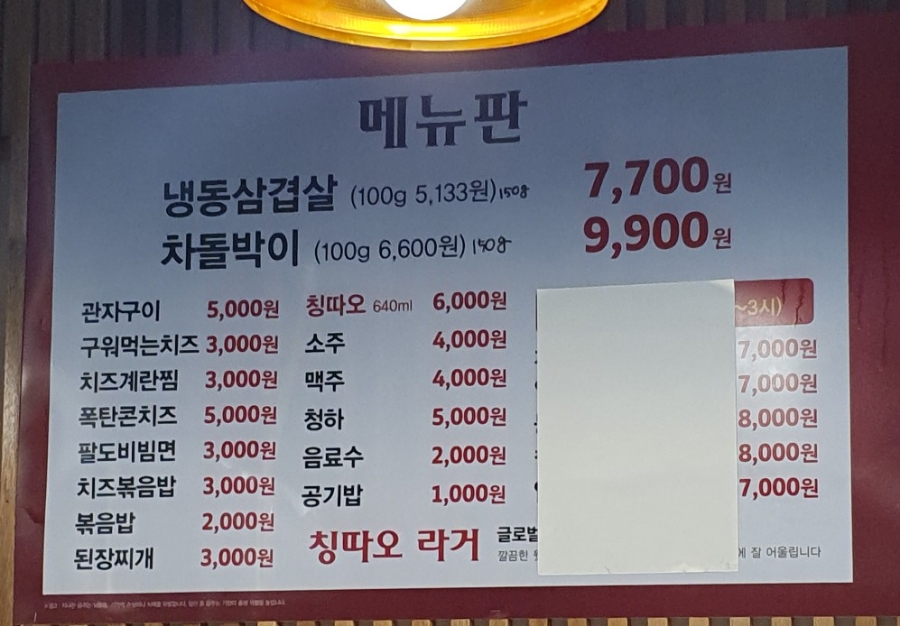 메뉴판
냉동삼겹살 (100g 5,133원) 150g 7,700원
차돌박이 (100g 6,600원) 150g 9,900원
관자구이 5,000원
구워먹는치즈 3,000원
치즈계란찜 3,000원
폭탄콘치즈 5,000원
팔도비빔면 3,000원
치즈볶음밥 3,000원
볶음밥 2,000원
된장찌개 3,000원
칭따오 640ml 6,000원
소주 4,000원
맥주 4,000원
청하 5,000원
음료수 2,000원
공기밥 1,000원
~3시)
7,000원
7,000원
8,000원
8,000원
7,000원
칭따오 라거 글로벌
깔끔한 에 잘 어울립니다